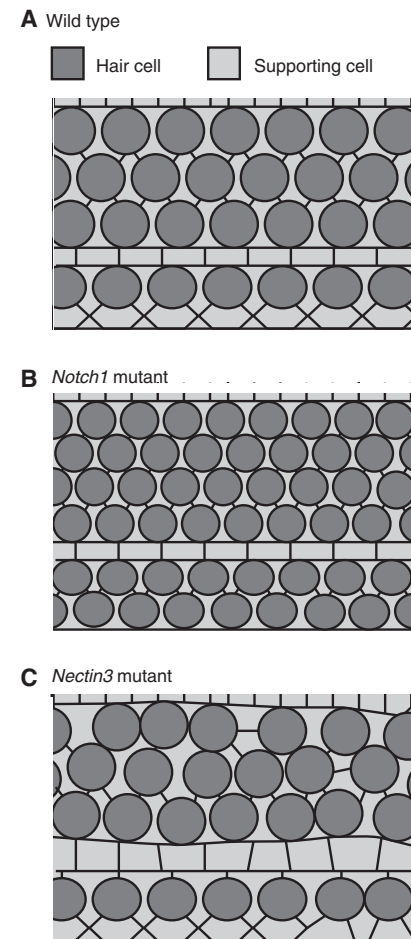 A Wild type
Hair cell
Supporting cell
B Notch1 mutant
C Nectin3 mutant